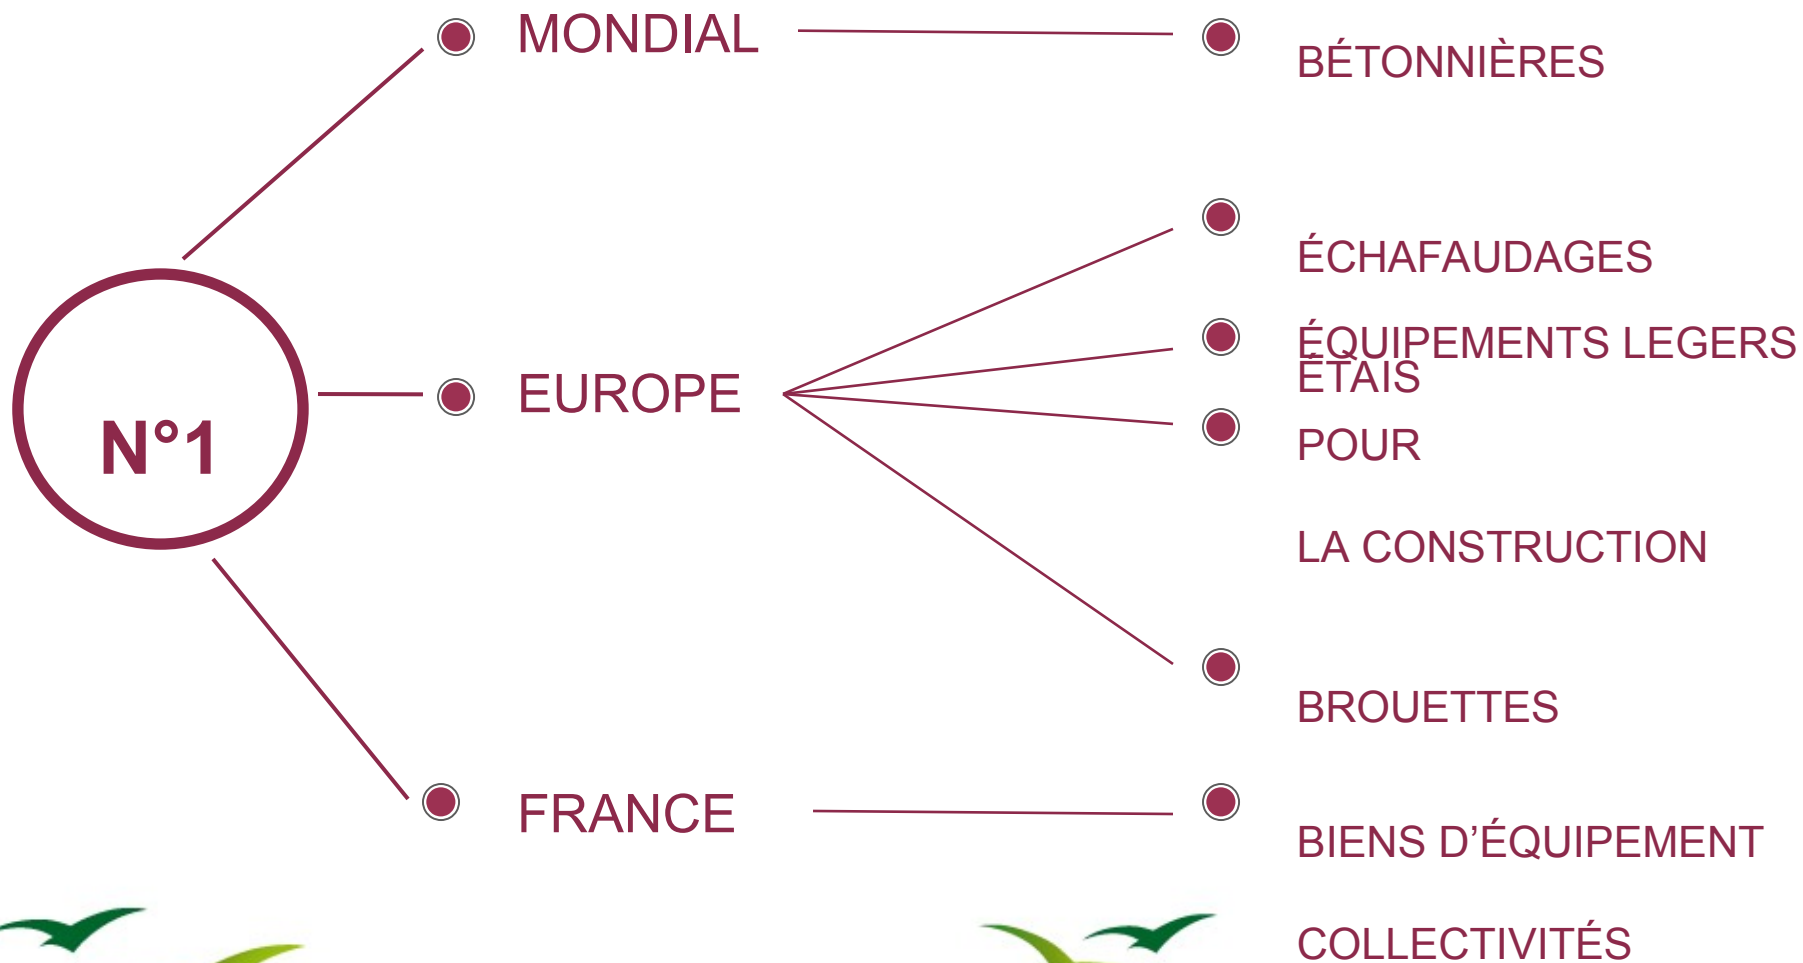 MONDIAL
BÉTONNIÈRES
N°1
EUROPE
ÉCHAFAUDAGES
ÉTAIS
ÉQUIPEMENTS LEGERS
POUR
LA CONSTRUCTION
BROUETTES
FRANCE
BIENS D’ÉQUIPEMENT
COLLECTIVITÉS